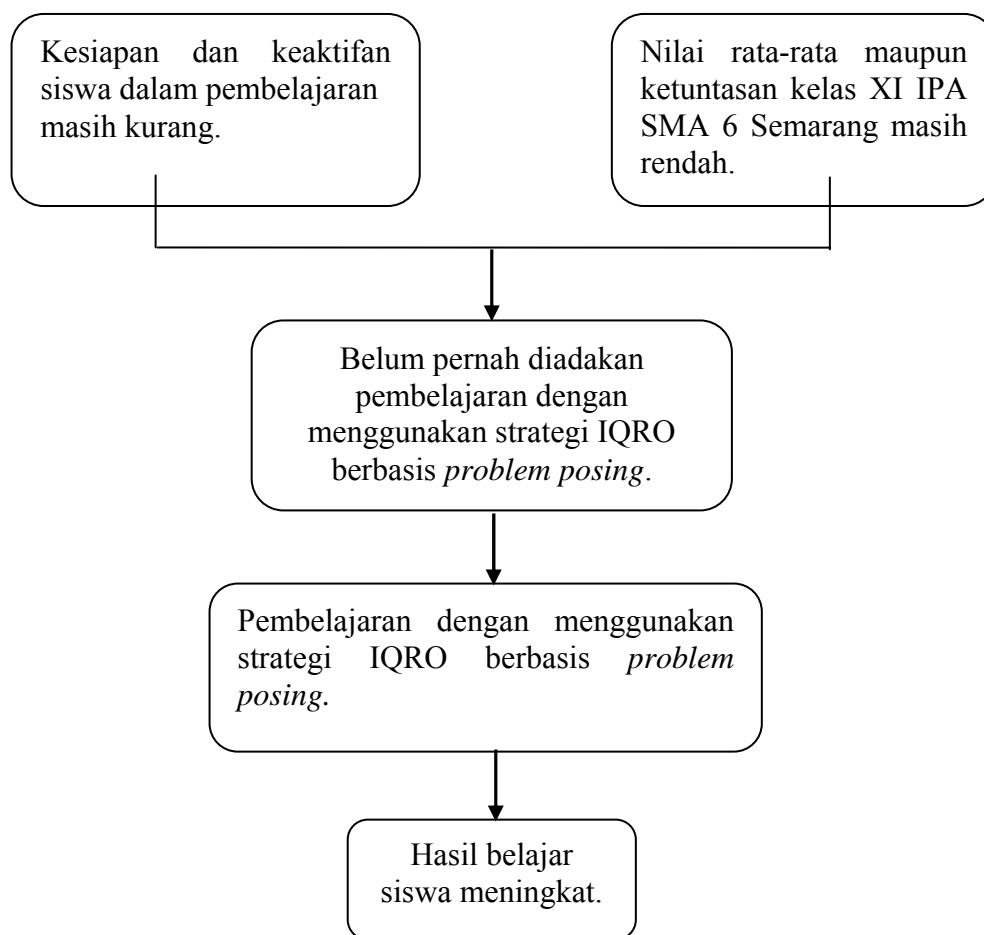 Kesiapan dan keaktifan
siswa dalam pembelajaran
masih kurang.
Nilai rata-rata maupun
ketuntasan kelas XI IPA
SMA 6 Semarang masih
rendah.
Belum pernah diadakan
pembelajaran dengan
menggunakan strategi IQRO
berbasis problem posing.
Pembelajaran dengan menggunakan
strategi IQRO berbasis problem
posing.
Hasil belajar
siswa meningkat.